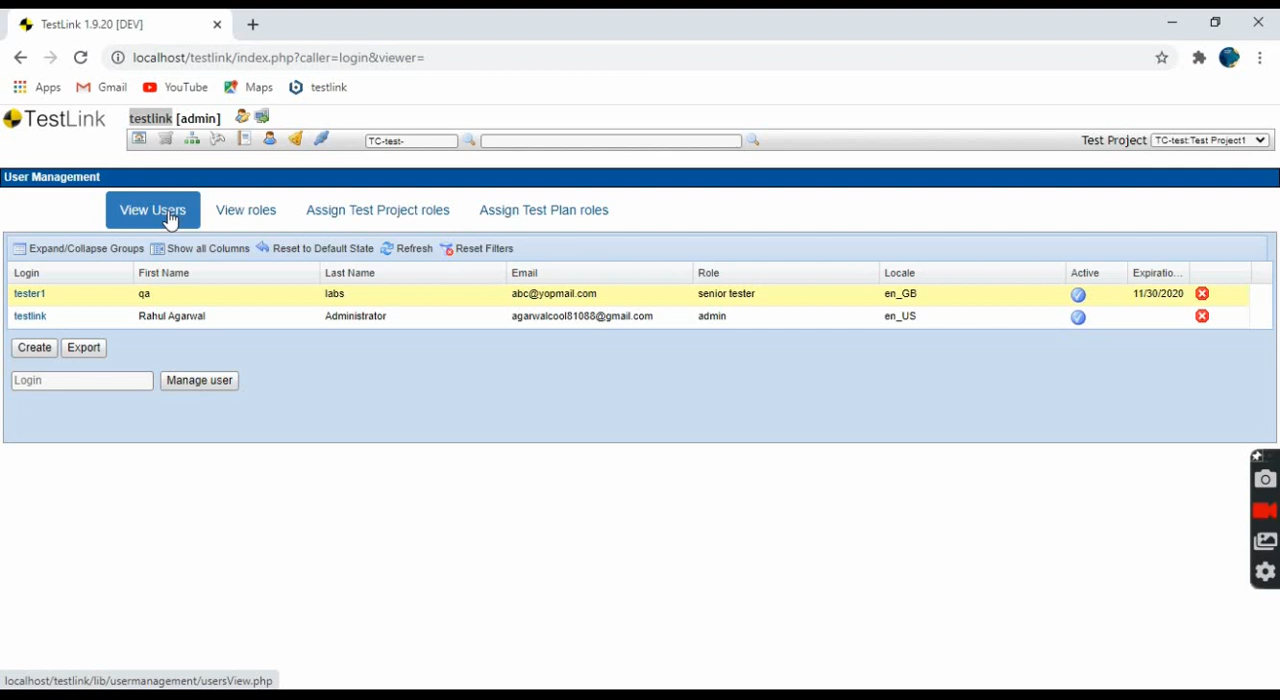 TestLink 1.9.20 [DEV]
localhost/testlink/index.php?caller=login&viewer=
Apps Gmail YouTube Maps testlink
TestLink testlink [admin]
TC-test- Test Project TC-test:Test Project1
User Management
View Users View roles Assign Test Project roles Assign Test Plan roles
Expand/Collapse Groups Show all Columns Reset to Default State Refresh Reset Filters
Login First Name Last Name Email Role Locale Active Expiratio...
tester1 qa labs abc@yopmail.com senior tester en_GB 11/30/2020
testlink Rahul Agarwal Administrator agarwalcool81088@gmail.com admin en_US
Create Export
Login Manage user
localhost/testlink/lib/usermanagement/usersView.php